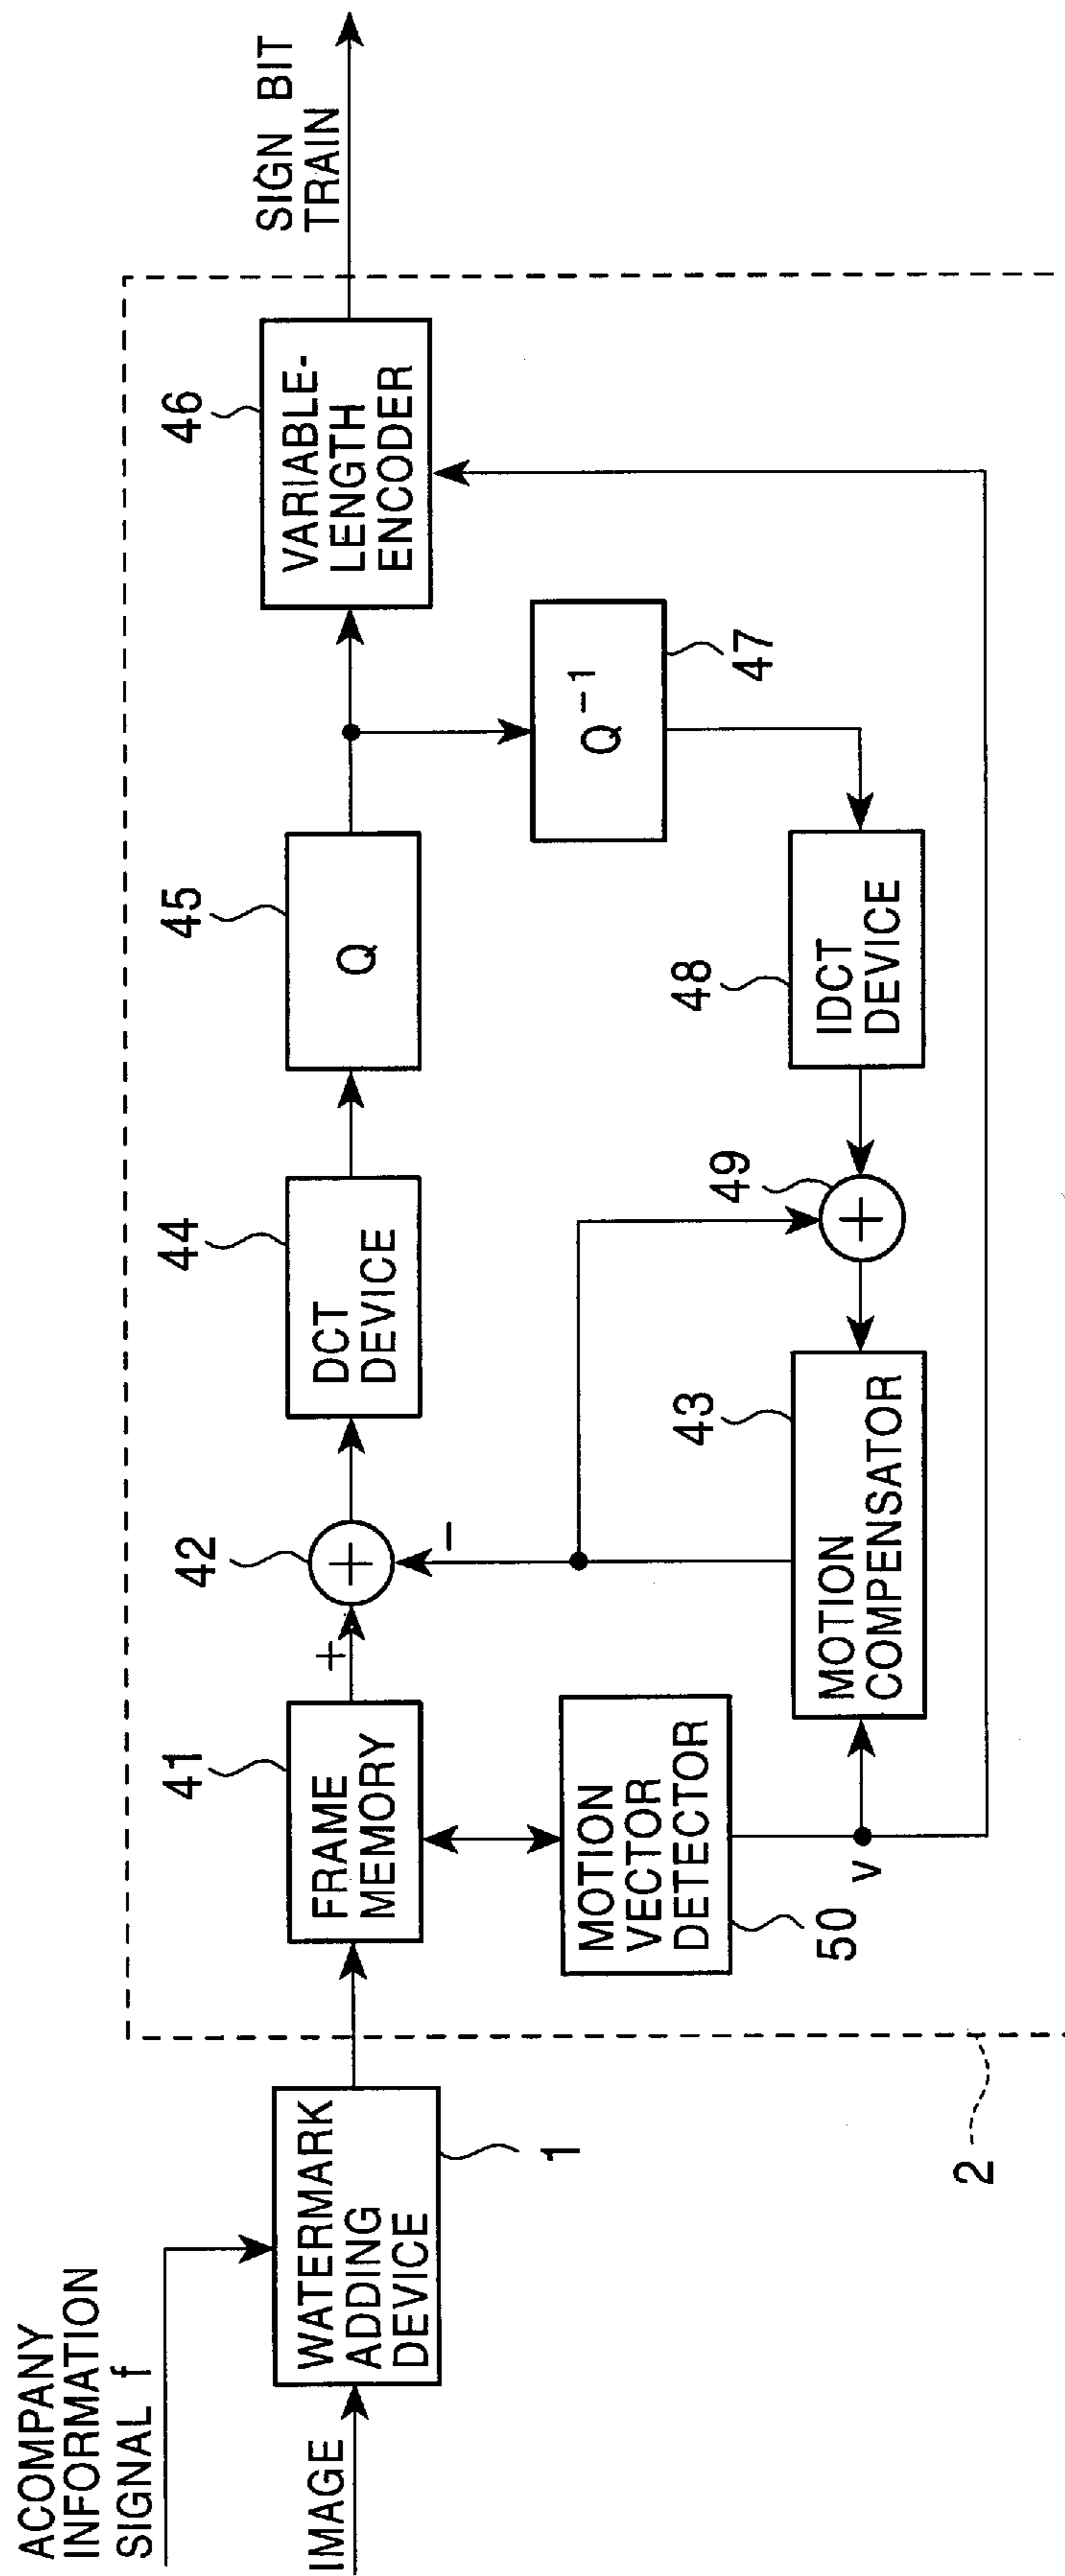 ACOMPANY
INFORMATION
SIGNAL f
IMAGE
WATERMARK
ADDING
DEVICE
1
2
41
FRAME
MEMORY
+
42
+
−
44
DCT
DEVICE
45
Q
46
VARIABLE-
LENGTH
ENCODER
SIGN BIT
TRAIN
MOTION
VECTOR
DETECTOR
50
V
43
MOTION
COMPENSATOR
49
+
48
IDCT
DEVICE
Q⁻¹
47